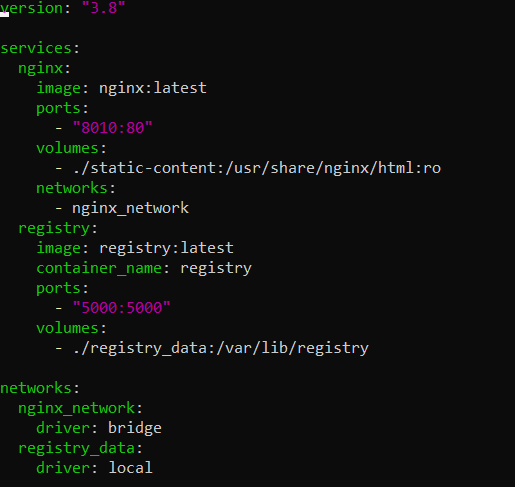 version: "3.8"

services:
  nginx:
    image: nginx:latest
    ports:
      - "8010:80"
    volumes:
      - ./static-content:/usr/share/nginx/html:ro
    networks:
      - nginx_network
  registry:
    image: registry:latest
    container_name: registry
    ports:
      - "5000:5000"
    volumes:
      - ./registry_data:/var/lib/registry

networks:
  nginx_network:
    driver: bridge
  registry_data:
    driver: local